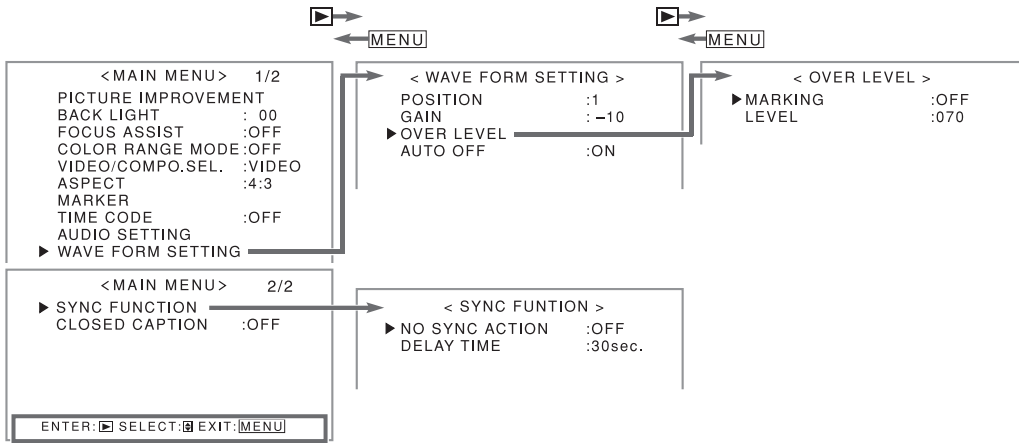 MENU
MENU
<MAIN MENU> 1/2
PICTURE IMPROVEMENT
BACK LIGHT : 00
FOCUS ASSIST :OFF
COLOR RANGE MODE:OFF
VIDEO/COMPO.SEL. :VIDEO
ASPECT :4:3
MARKER
TIME CODE :OFF
AUDIO SETTING
▶ WAVE FORM SETTING
< WAVE FORM SETTING >
POSITION :1
GAIN : –10
▶ OVER LEVEL
AUTO OFF :ON
< OVER LEVEL >
▶ MARKING :OFF
LEVEL :070
<MAIN MENU> 2/2
▶ SYNC FUNCTION
CLOSED CAPTION :OFF
ENTER:▶ SELECT:⬍ EXIT:MENU
< SYNC FUNTION >
▶ NO SYNC ACTION :OFF
DELAY TIME :30sec.